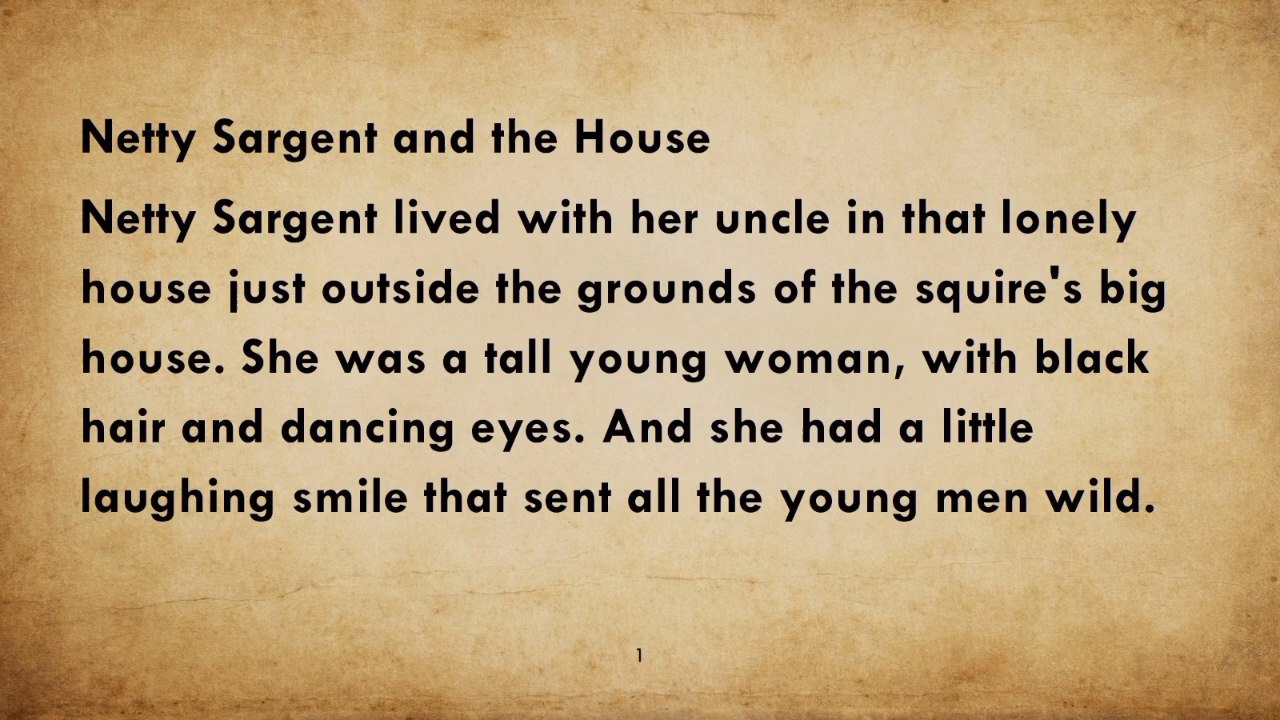 Netty Sargent and the House
Netty Sargent lived with her uncle in that lonely
house just outside the grounds of the squire's big
house. She was a tall young woman, with black
hair and dancing eyes. And she had a little
laughing smile that sent all the young men wild.
1